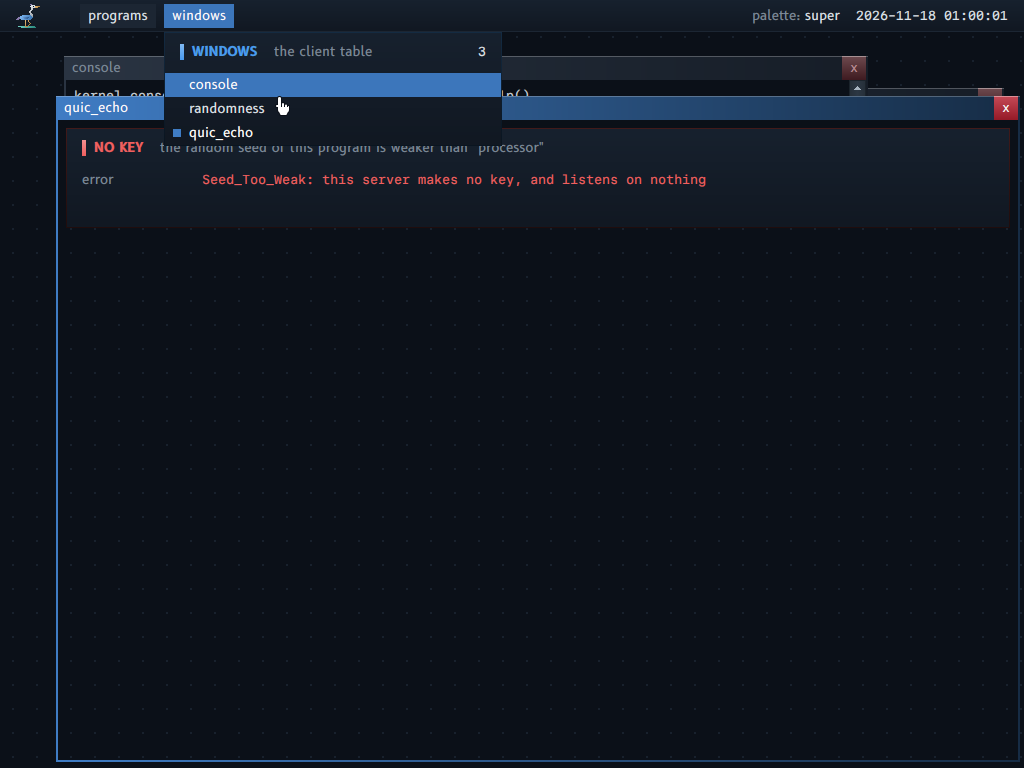 programs windows palette: super 2026-11-18 01:00:01
WINDOWS the client table 3
console x
console
randomness
quic_echo x
quic_echo
NO KEY the random seed of this program is weaker than "processor"
error Seed_Too_Weak: this server makes no key, and listens on nothing